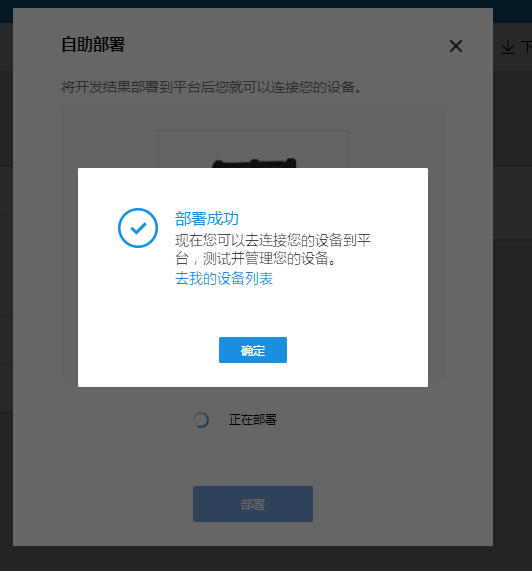 自助部署
下
将开发结果部署到平台后您就可以连接您的设备。
部署成功
现在您可以去连接您的设备到平
台，测试并管理您的设备。
去我的设备列表
确定
正在部署
部署